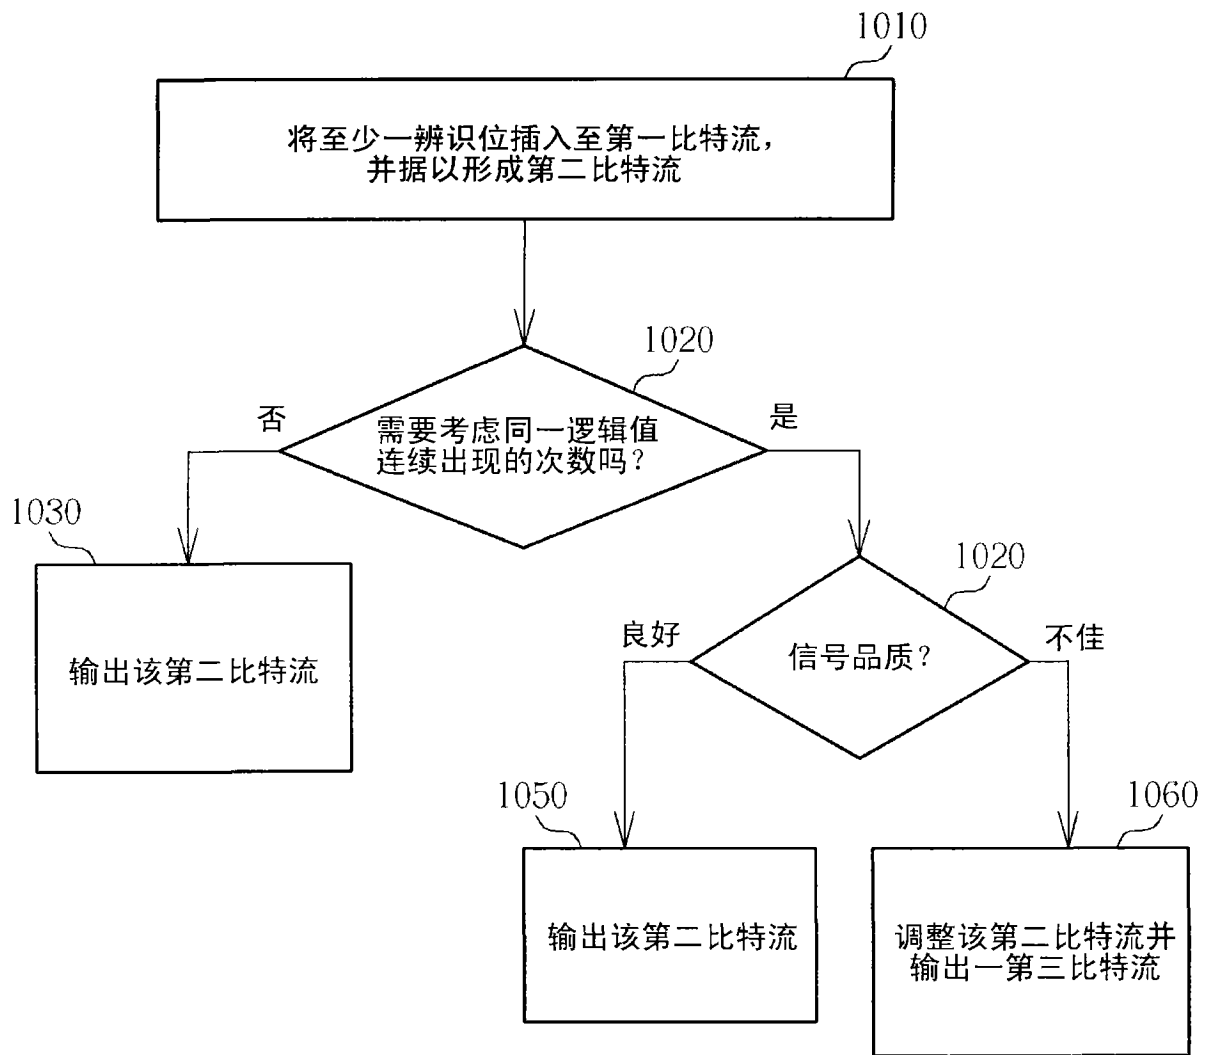 1010
将至少一辨识位插入至第一比特流，
并据以形成第二比特流
1020
否
需要考虑同一逻辑值
连续出现的次数吗？
是
1030
输出该第二比特流
1020
良好
信号品质？
不佳
1050
输出该第二比特流
1060
调整该第二比特流并
输出一第三比特流